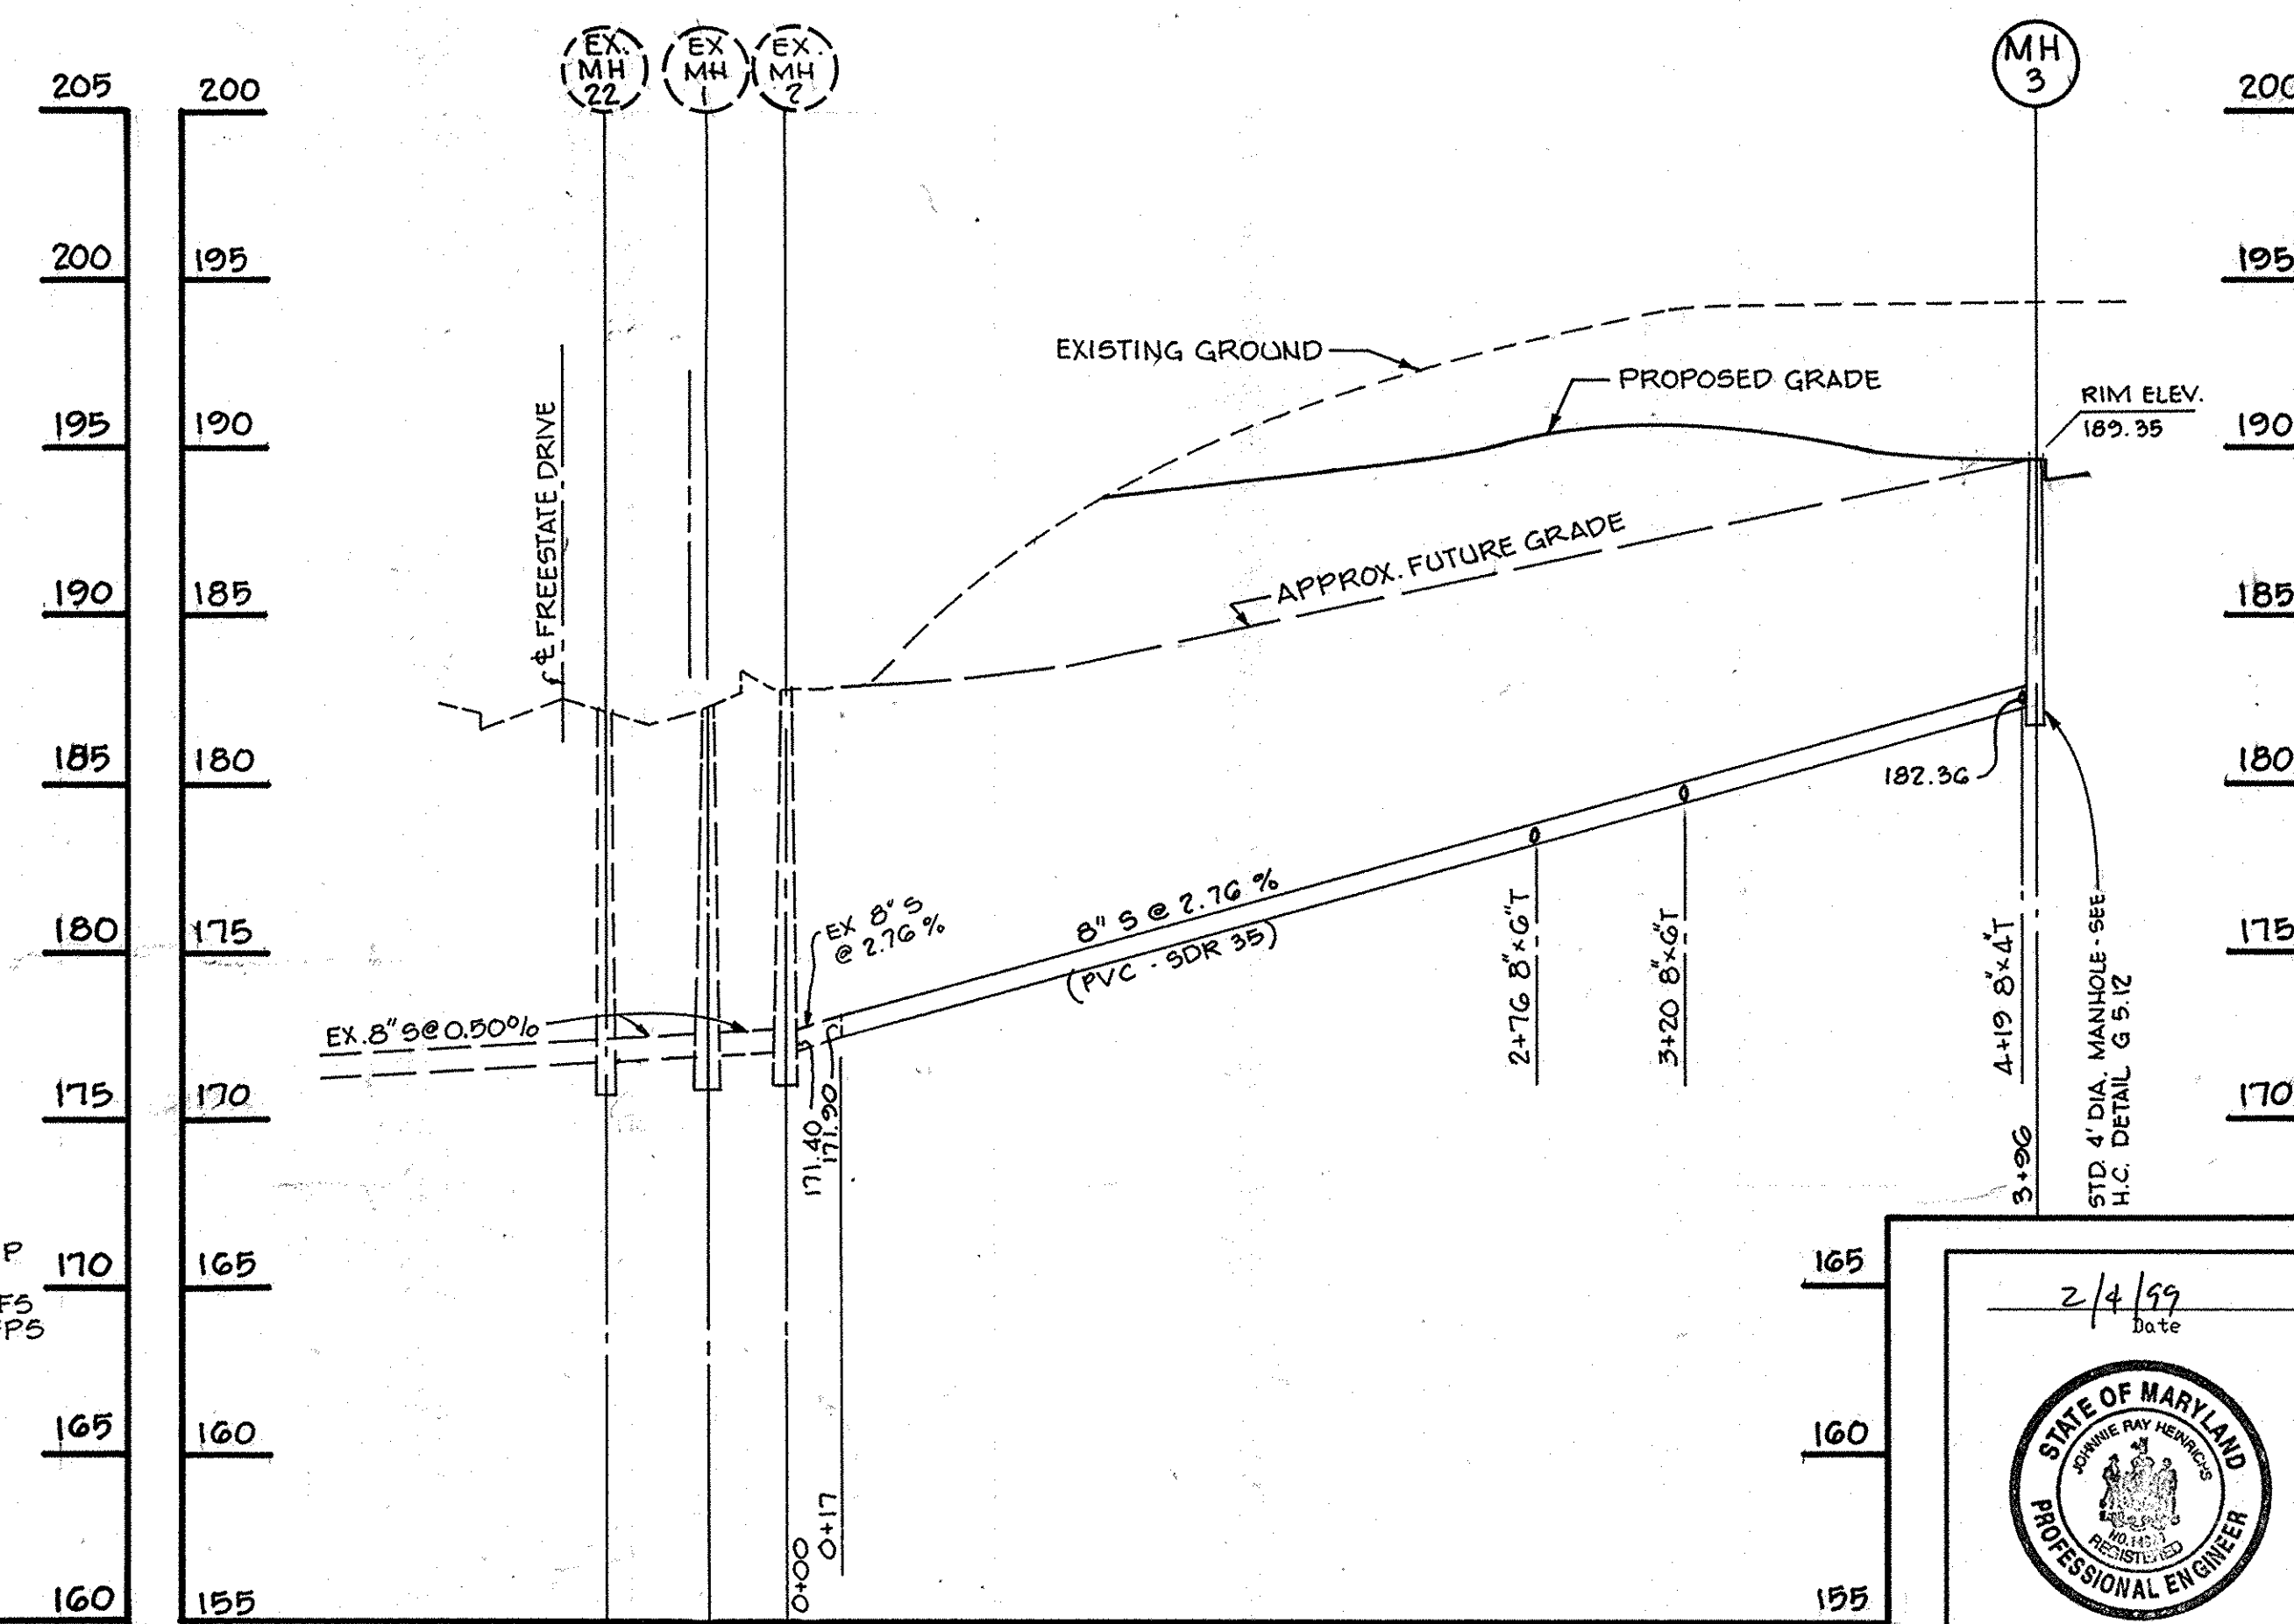 EX. MH 22
EX MH 1
EX. MH 2
MH 3
205
200
195
190
185
180
175
170
165
160
200
195
190
185
180
175
170
165
160
155
200
195
190
185
180
175
170
165
160
155
EXISTING GROUND
PROPOSED GRADE
RIM ELEV.
189.35
℄ FREESTATE DRIVE
APPROX. FUTURE GRADE
182.36
EX 8" S
@ 2.76 %
8" S @ 2.76 %
(PVC - SDR 35)
EX. 8" S @ 0.50%
171.40
171.90
2+76 8"x6"T
3+20 8"x6"T
4+19 8"x4"T
3+96
STD. 4' DIA. MANHOLE - SEE
H.C. DETAIL G 5.12
0+00
0+17
P
FS
FPS
2/4/99
Date
STATE OF MARYLAND
JOHNNIE RAY HEINRICHS
REGISTERED
PROFESSIONAL ENGINEER